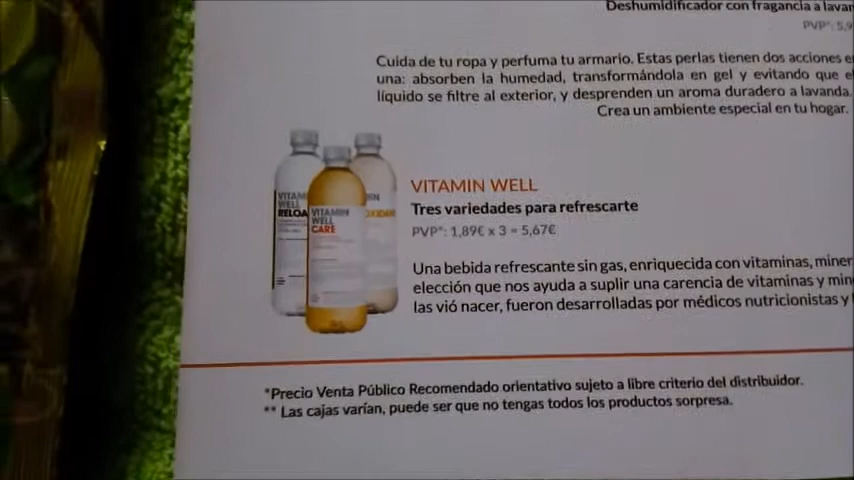 Deshumidificador con fragancia a
PVP*: 5,9
Cuida de tu ropa y perfuma tu armario. Estas perlas tienen dos acciones
una: absorben la humedad, transformándola en gel y evitando que
líquido se filtre al exterior, y desprenden un aroma duradero a lavanda.
Crea un ambiente especial en tu hogar.
VITAMIN WELL
Tres variedades para refrescarte
PVP*: 1,89€ x 3 = 5,67€
Una bebida refrescante sin gas, enriquecida con vitaminas,
elección que nos ayuda a suplir una carencia de vitaminas y
las vió nacer, fueron desarrolladas por médicos nutricionistas y
VITAMIN
WELL
VITAMIN
WELL
CARE
*Precio Venta Público Recomendado orientativo sujeto a libre criterio del distribuidor.
** Las cajas varían, puede ser que no tengas todos los productos sorpresa.